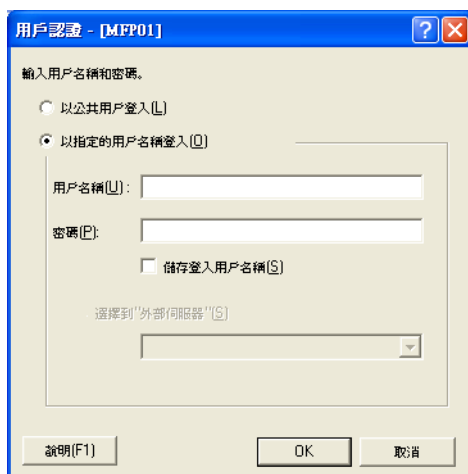 用戶認證 - [MFP01]
輸入用戶名稱和密碼。
以公共用戶登入(L)
以指定的用戶名稱登入(O)
用戶名稱(U):
密碼(P):
儲存登入用戶名稱(S)
選擇到"外部伺服器"(S)
說明(F1)
OK
取消